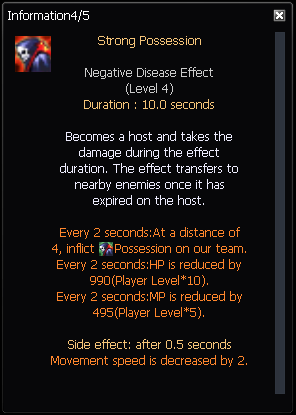 Information4/5
Strong Possession
Negative Disease Effect
(Level 4)
Duration : 10.0 seconds
Becomes a host and takes the
damage during the effect
duration. The effect transfers to
nearby enemies once it has
expired on the host.
Every 2 seconds:At a distance of
4, inflict Possession on our team.
Every 2 seconds:HP is reduced by
990(Player Level*10).
Every 2 seconds:MP is reduced by
495(Player Level*5).
Side effect: after 0.5 seconds
Movement speed is decreased by 2.